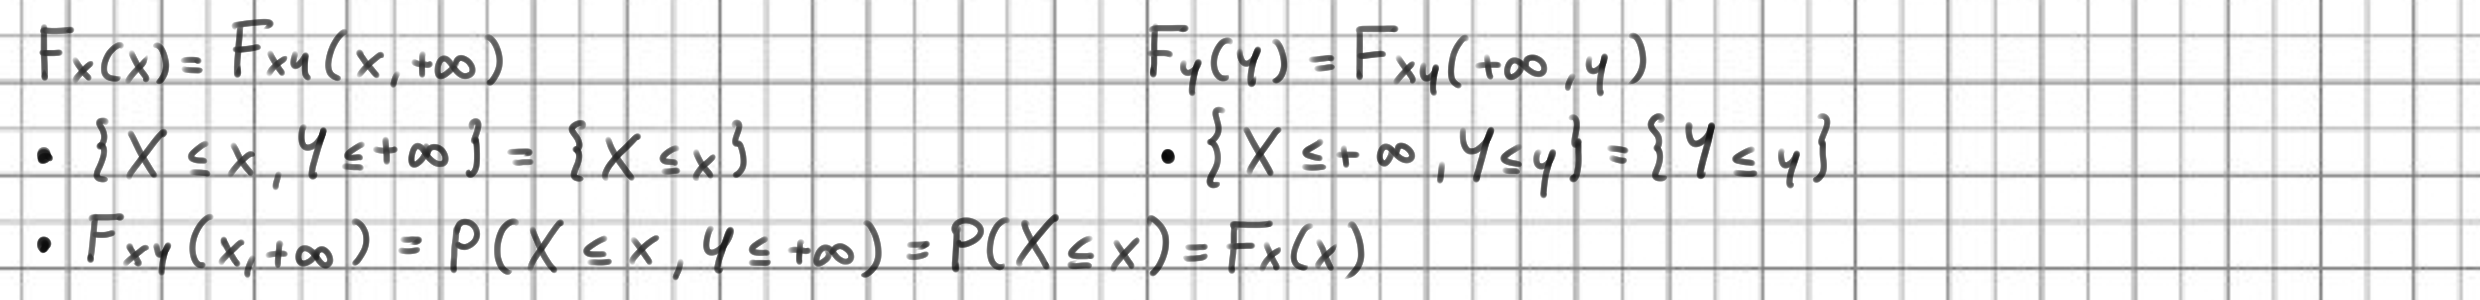 Fx(x) = Fxy(x, +∞) Fy(y) = Fxy(+∞, y)
• {X ≤ x, Y ≤ +∞} = {X ≤ x} • {X ≤ +∞, Y ≤ y} = {Y ≤ y}
• Fxy(x, +∞) = P(X ≤ x, Y ≤ +∞) = P(X ≤ x) = Fx(x)